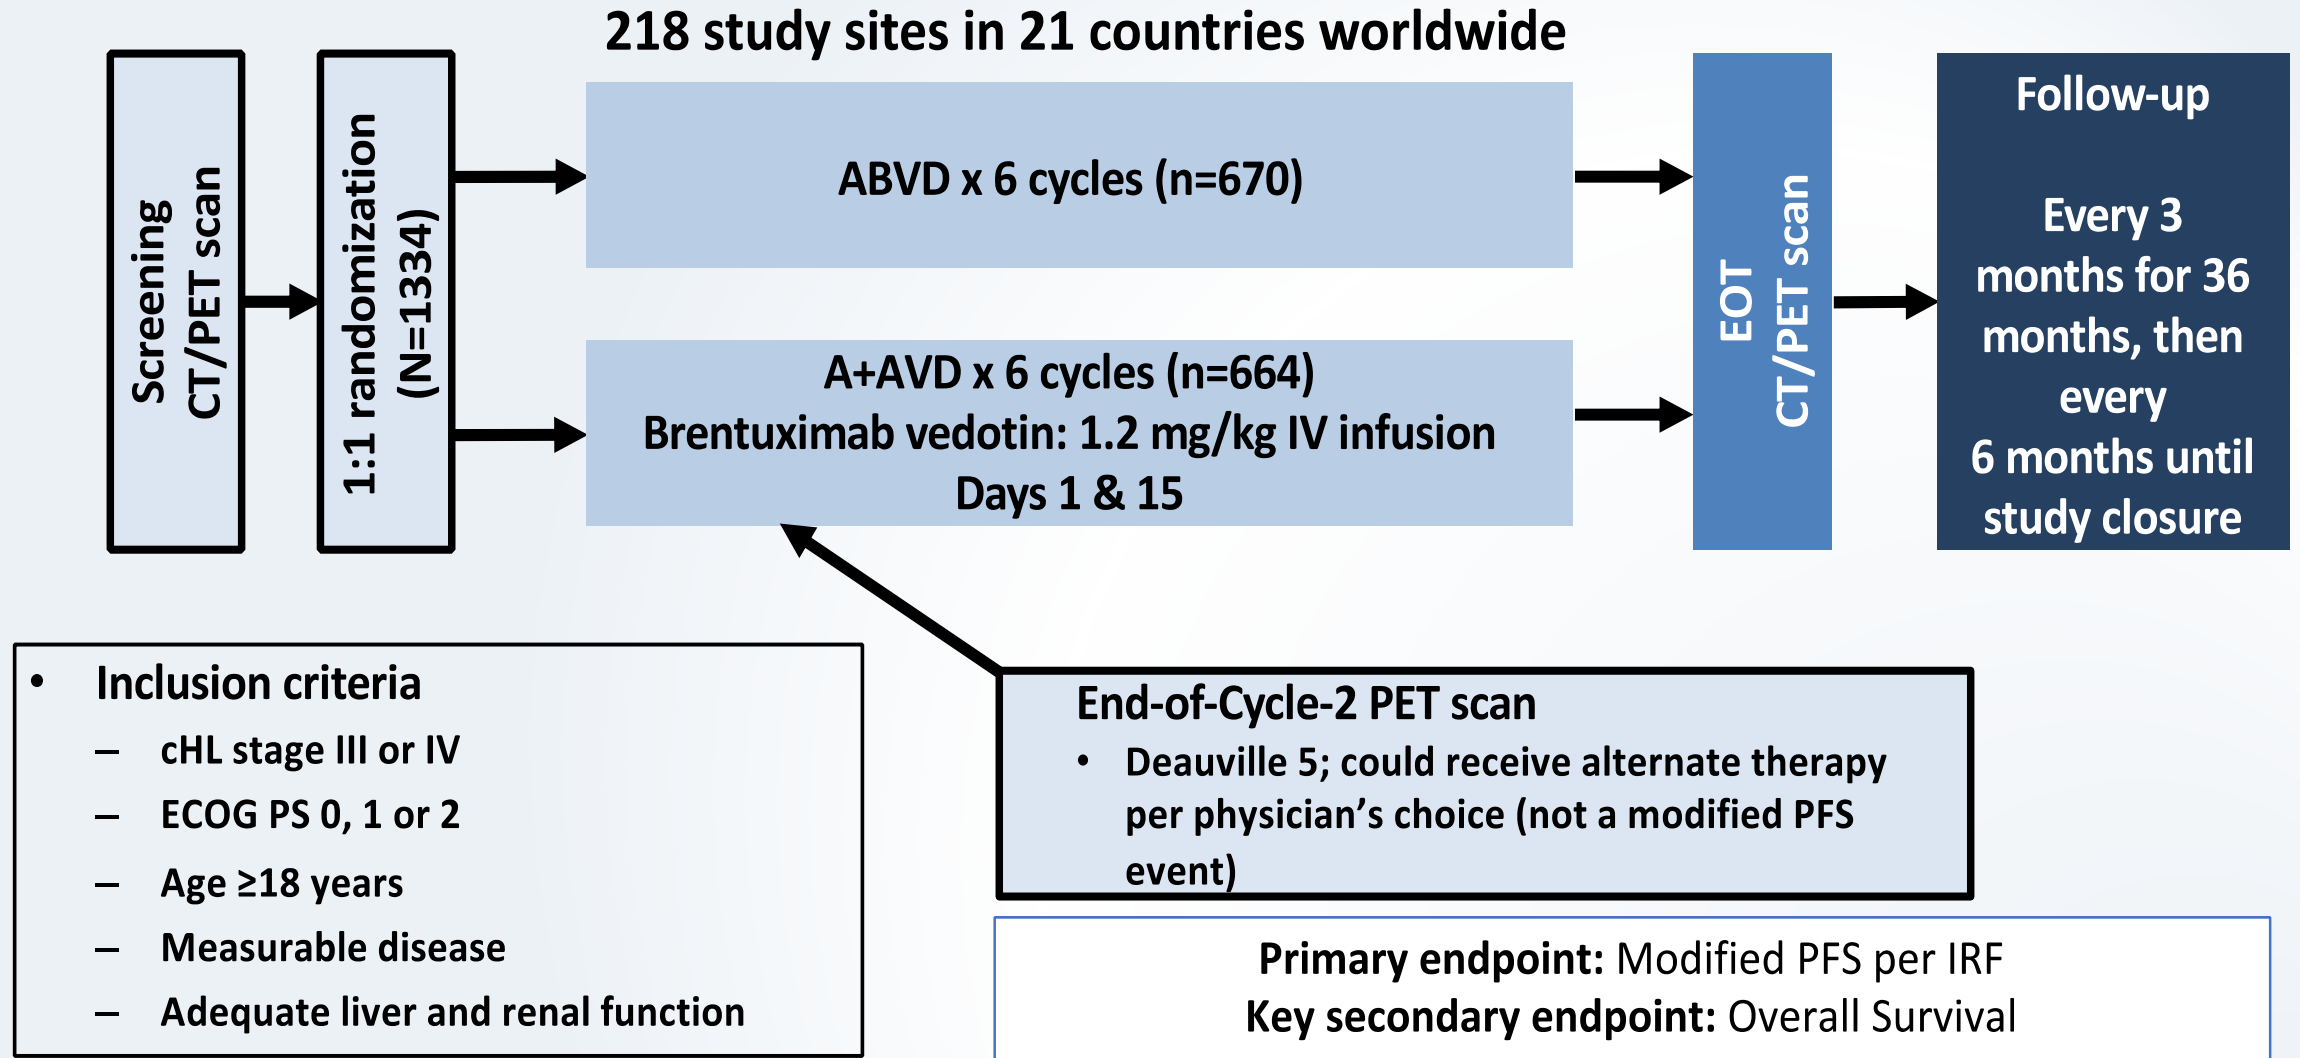 218 study sites in 21 countries worldwide
Screening
CT/PET scan
1:1 randomization
(N=1334)
ABVD x 6 cycles (n=670)
A+AVD x 6 cycles (n=664)
Brentuximab vedotin: 1.2 mg/kg IV infusion
Days 1 & 15
EOT
CT/PET scan
Follow-up
Every 3
months for 36
months, then
every
6 months until
study closure
• Inclusion criteria
– cHL stage III or IV
– ECOG PS 0, 1 or 2
– Age ≥18 years
– Measurable disease
– Adequate liver and renal function
End-of-Cycle-2 PET scan
• Deauville 5; could receive alternate therapy
per physician’s choice (not a modified PFS
event)
Primary endpoint: Modified PFS per IRF
Key secondary endpoint: Overall Survival